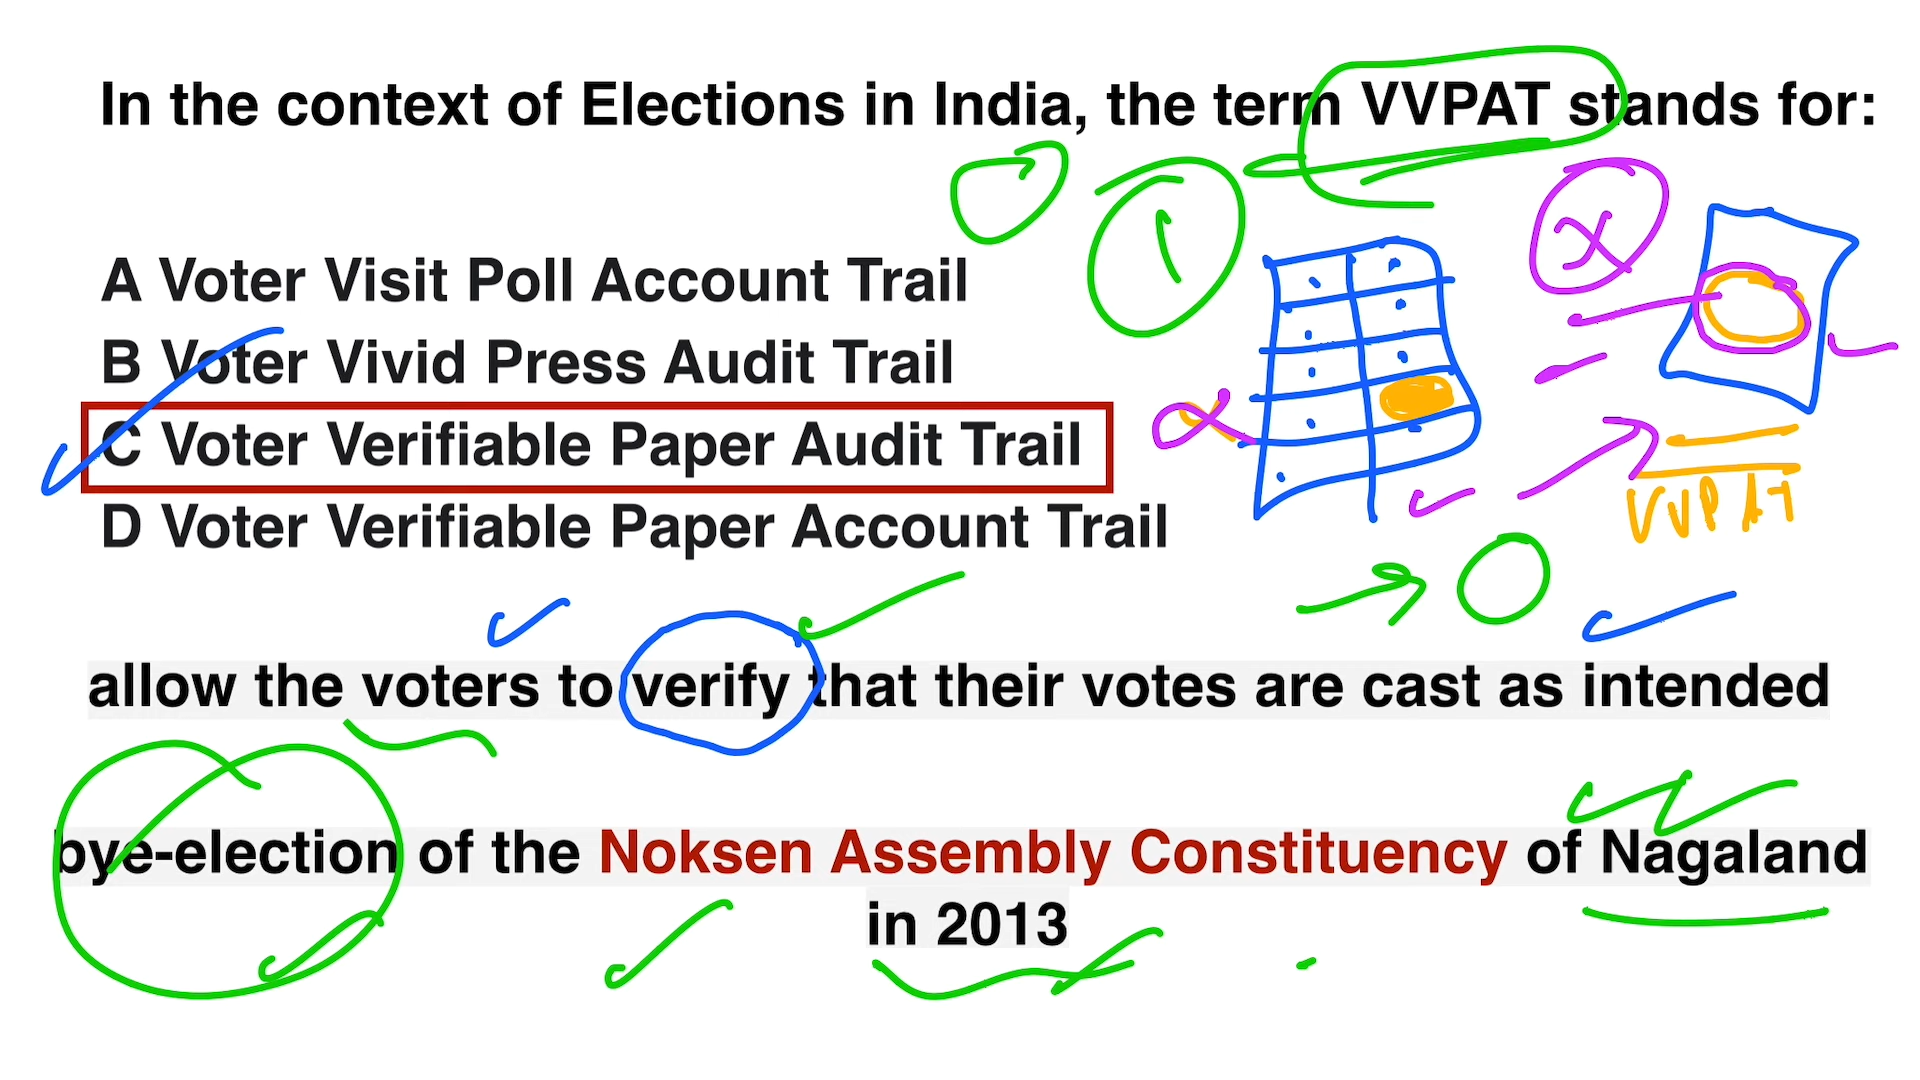 In the context of Elections in India, the term VVPAT stands for:
A Voter Visit Poll Account Trail
B Voter Vivid Press Audit Trail
C Voter Verifiable Paper Audit Trail
D Voter Verifiable Paper Account Trail
VVPAT
allow the voters to verify that their votes are cast as intended
bye-election of the Noksen Assembly Constituency of Nagaland
in 2013